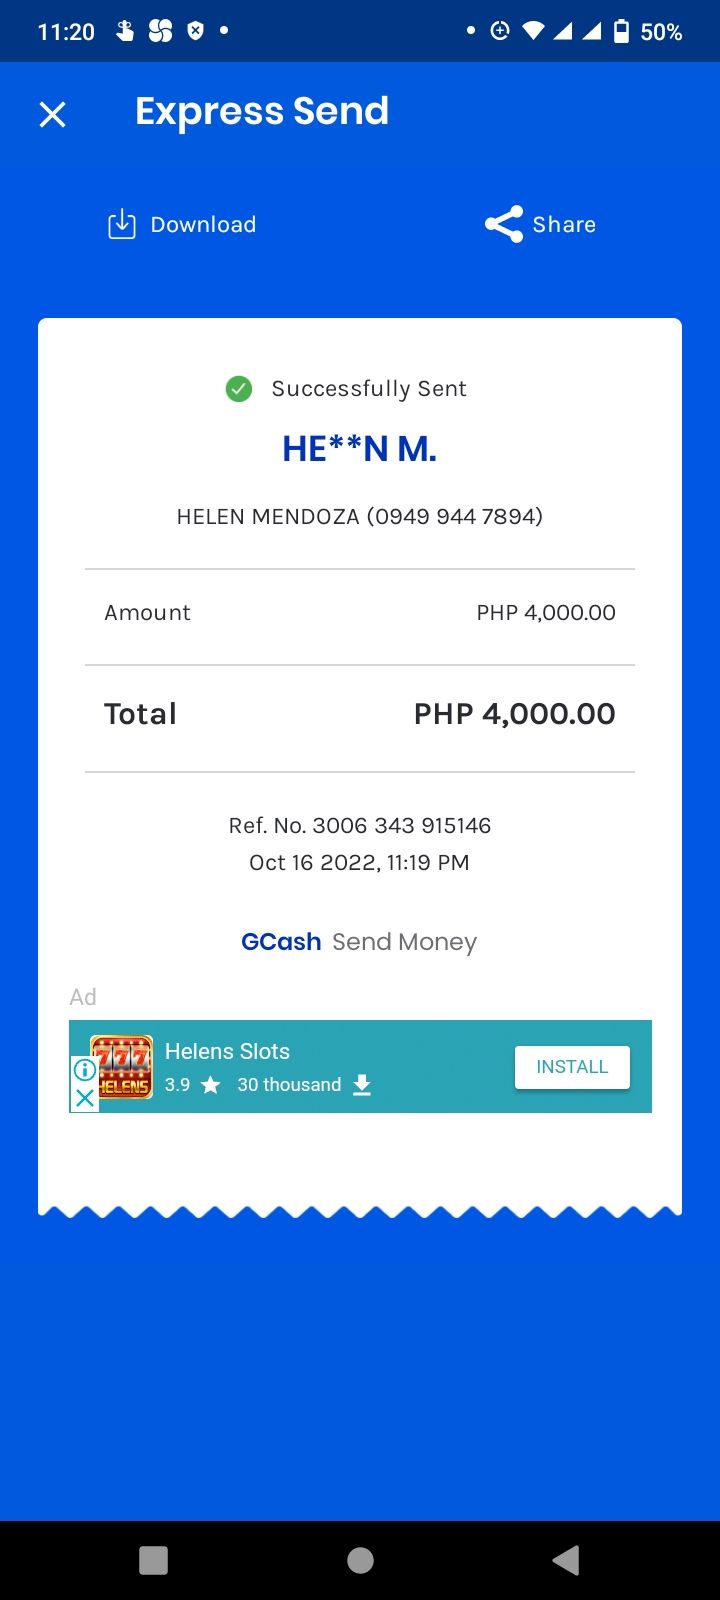 11:20
50%
Express Send
Download
Share
Successfully Sent
HE**N M.
HELEN MENDOZA (0949 944 7894)
Amount PHP 4,000.00
Total PHP 4,000.00
Ref. No. 3006 343 915146
Oct 16 2022, 11:19 PM
GCash Send Money
Ad
777
HELENS
Helens Slots
3.9 ★ 30 thousand
INSTALL